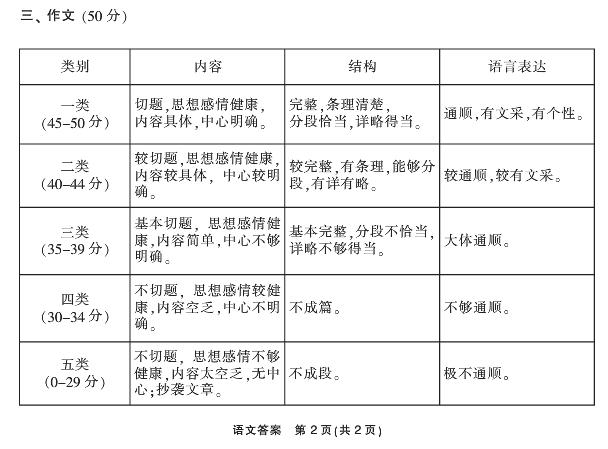 三、作文(50分)
类别 内容 结构 语言表达
一类
(45–50分)
切题,思想感情健康,
内容具体,中心明确。
完整,条理清楚,
分段恰当,详略得当。
通顺,有文采,有个性。
二类
(40–44分)
较切题,思想感情健康,
内容较具体，中心较明
确。
较完整,有条理,能够分
段,有详有略。
较通顺,较有文采。
三类
(35–39分)
基本切题，思想感情健
康,内容简单,中心不够
明确。
基本完整,分段不恰当,
详略不够得当。
大体通顺。
四类
(30–34分)
不切题，思想感情较健
康,内容空乏,中心不明
确。
不成篇。
不够通顺。
五类
(0–29分)
不切题，思想感情不够
健康,内容太空乏,无中
心;抄袭文章。
不成段。
极不通顺。
语文答案 第2页(共2页)